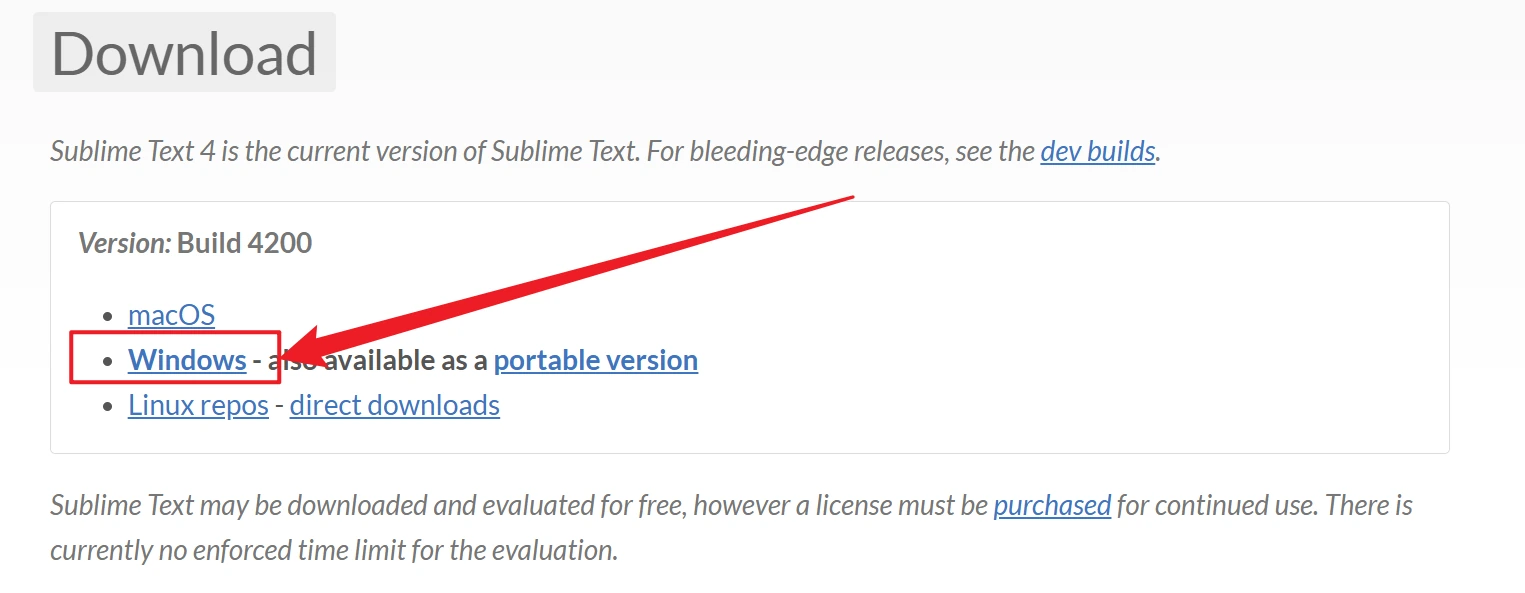 Download
Sublime Text 4 is the current version of Sublime Text. For bleeding-edge releases, see the dev builds.
Version: Build 4200
macOS
Windows - also available as a portable version
Linux repos - direct downloads
Sublime Text may be downloaded and evaluated for free, however a license must be purchased for continued use. There is
currently no enforced time limit for the evaluation.